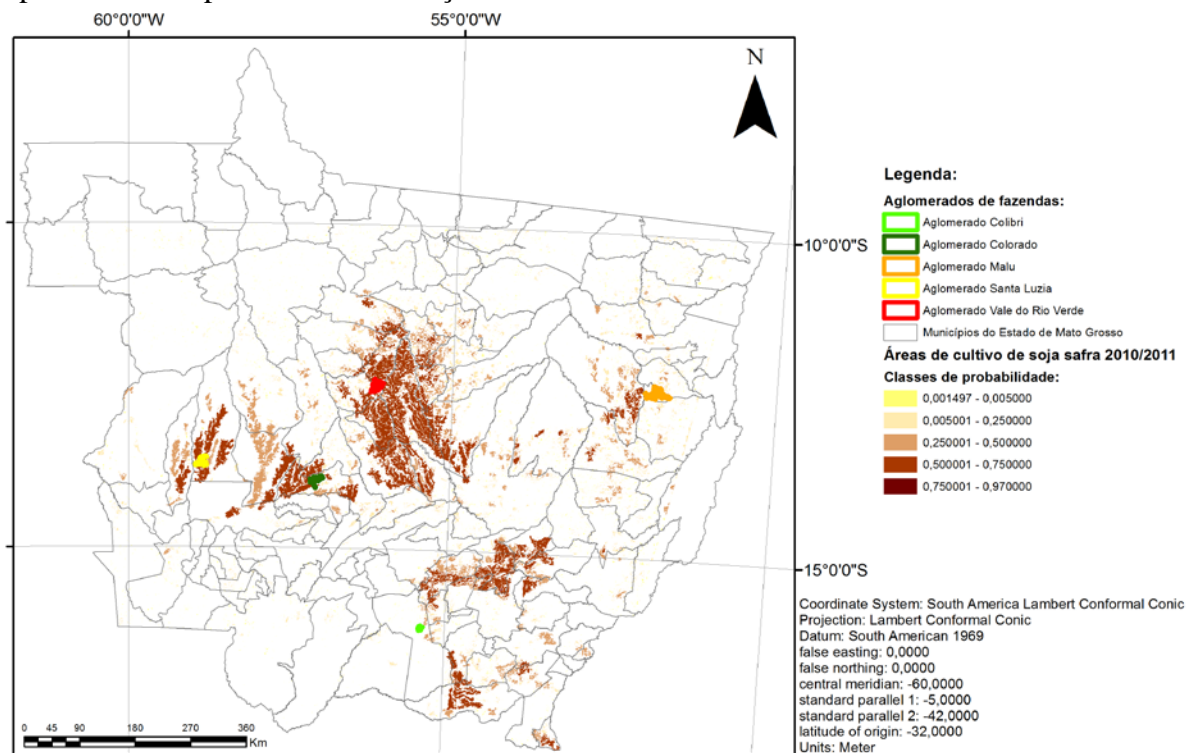 60°0'0"W
55°0'0"W
N
10°0'0"S
15°0'0"S
Legenda:
Aglomerados de fazendas:
Aglomerado Colibri
Aglomerado Colorado
Aglomerado Malu
Aglomerado Santa Luzia
Aglomerado Vale do Rio Verde
Municípios do Estado de Mato Grosso
Áreas de cultivo de soja safra 2010/2011
Classes de probabilidade:
0,001497 - 0,005000
0,005001 - 0,250000
0,250001 - 0,500000
0,500001 - 0,750000
0,750001 - 0,970000
Coordinate System: South America Lambert Conformal Conic
Projection: Lambert Conformal Conic
Datum: South American 1969
false easting: 0,0000
false northing: 0,0000
central meridian: -60,0000
standard parallel 1: -5,0000
standard parallel 2: -42,0000
latitude of origin: -32,0000
Units: Meter
0 45 90 180 270 360
Km